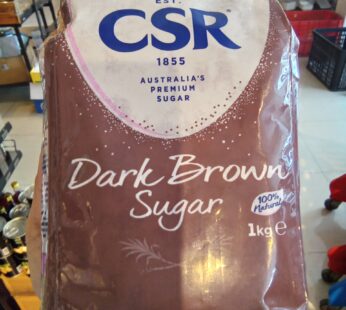 EST.
CSR
1855
AUSTRALIA'S
PREMIUM
SUGAR
Dark Brown
Sugar
100%
Natural
1kg e